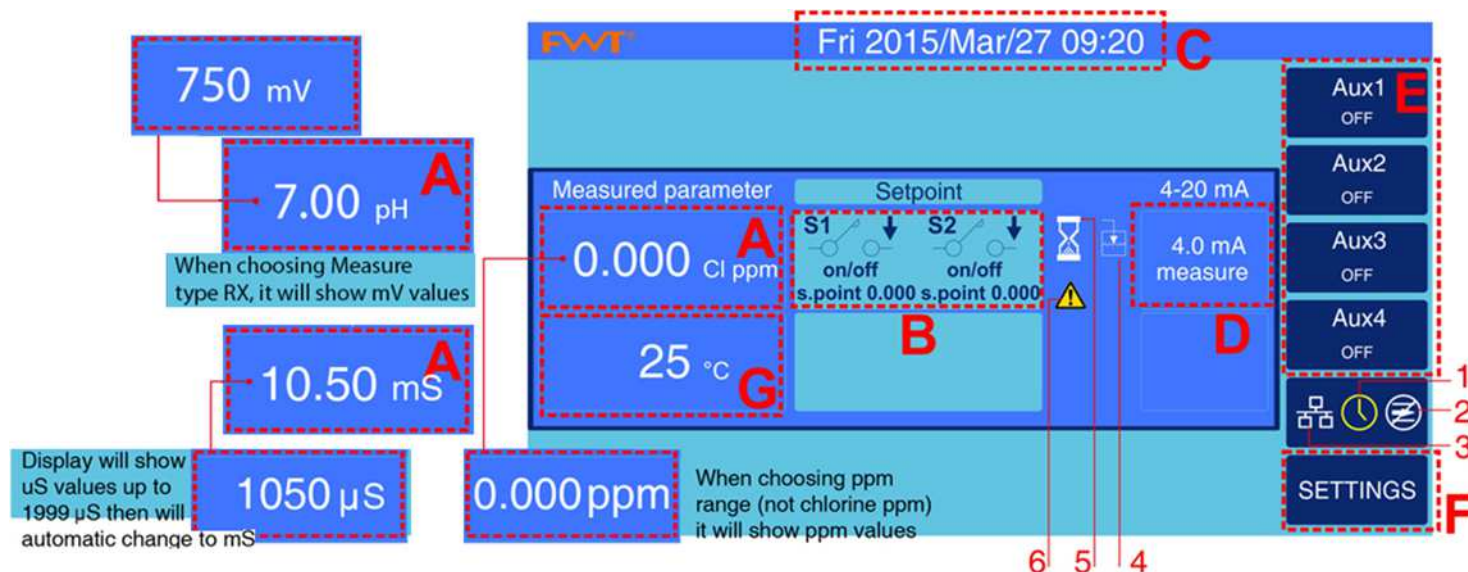 FWT®
Fri 2015/Mar/27 09:20
C
750 mV
7.00 pH
A
When choosing Measure
type RX, it will show mV values
10.50 mS
A
Display will show
uS values up to
1999 µS then will
automatic change to mS
1050 µS
0.000 ppm
When choosing ppm
range (not chlorine ppm)
it will show ppm values
Measured parameter
Setpoint
4-20 mA
0.000 Cl ppm
A
S1 S2
on/off on/off
s.point 0.000 s.point 0.000
B
4.0 mA
measure
D
25 °C
G
Aux1
OFF
E
Aux2
OFF
Aux3
OFF
Aux4
OFF
1
2
3
SETTINGS
F
6 5 4